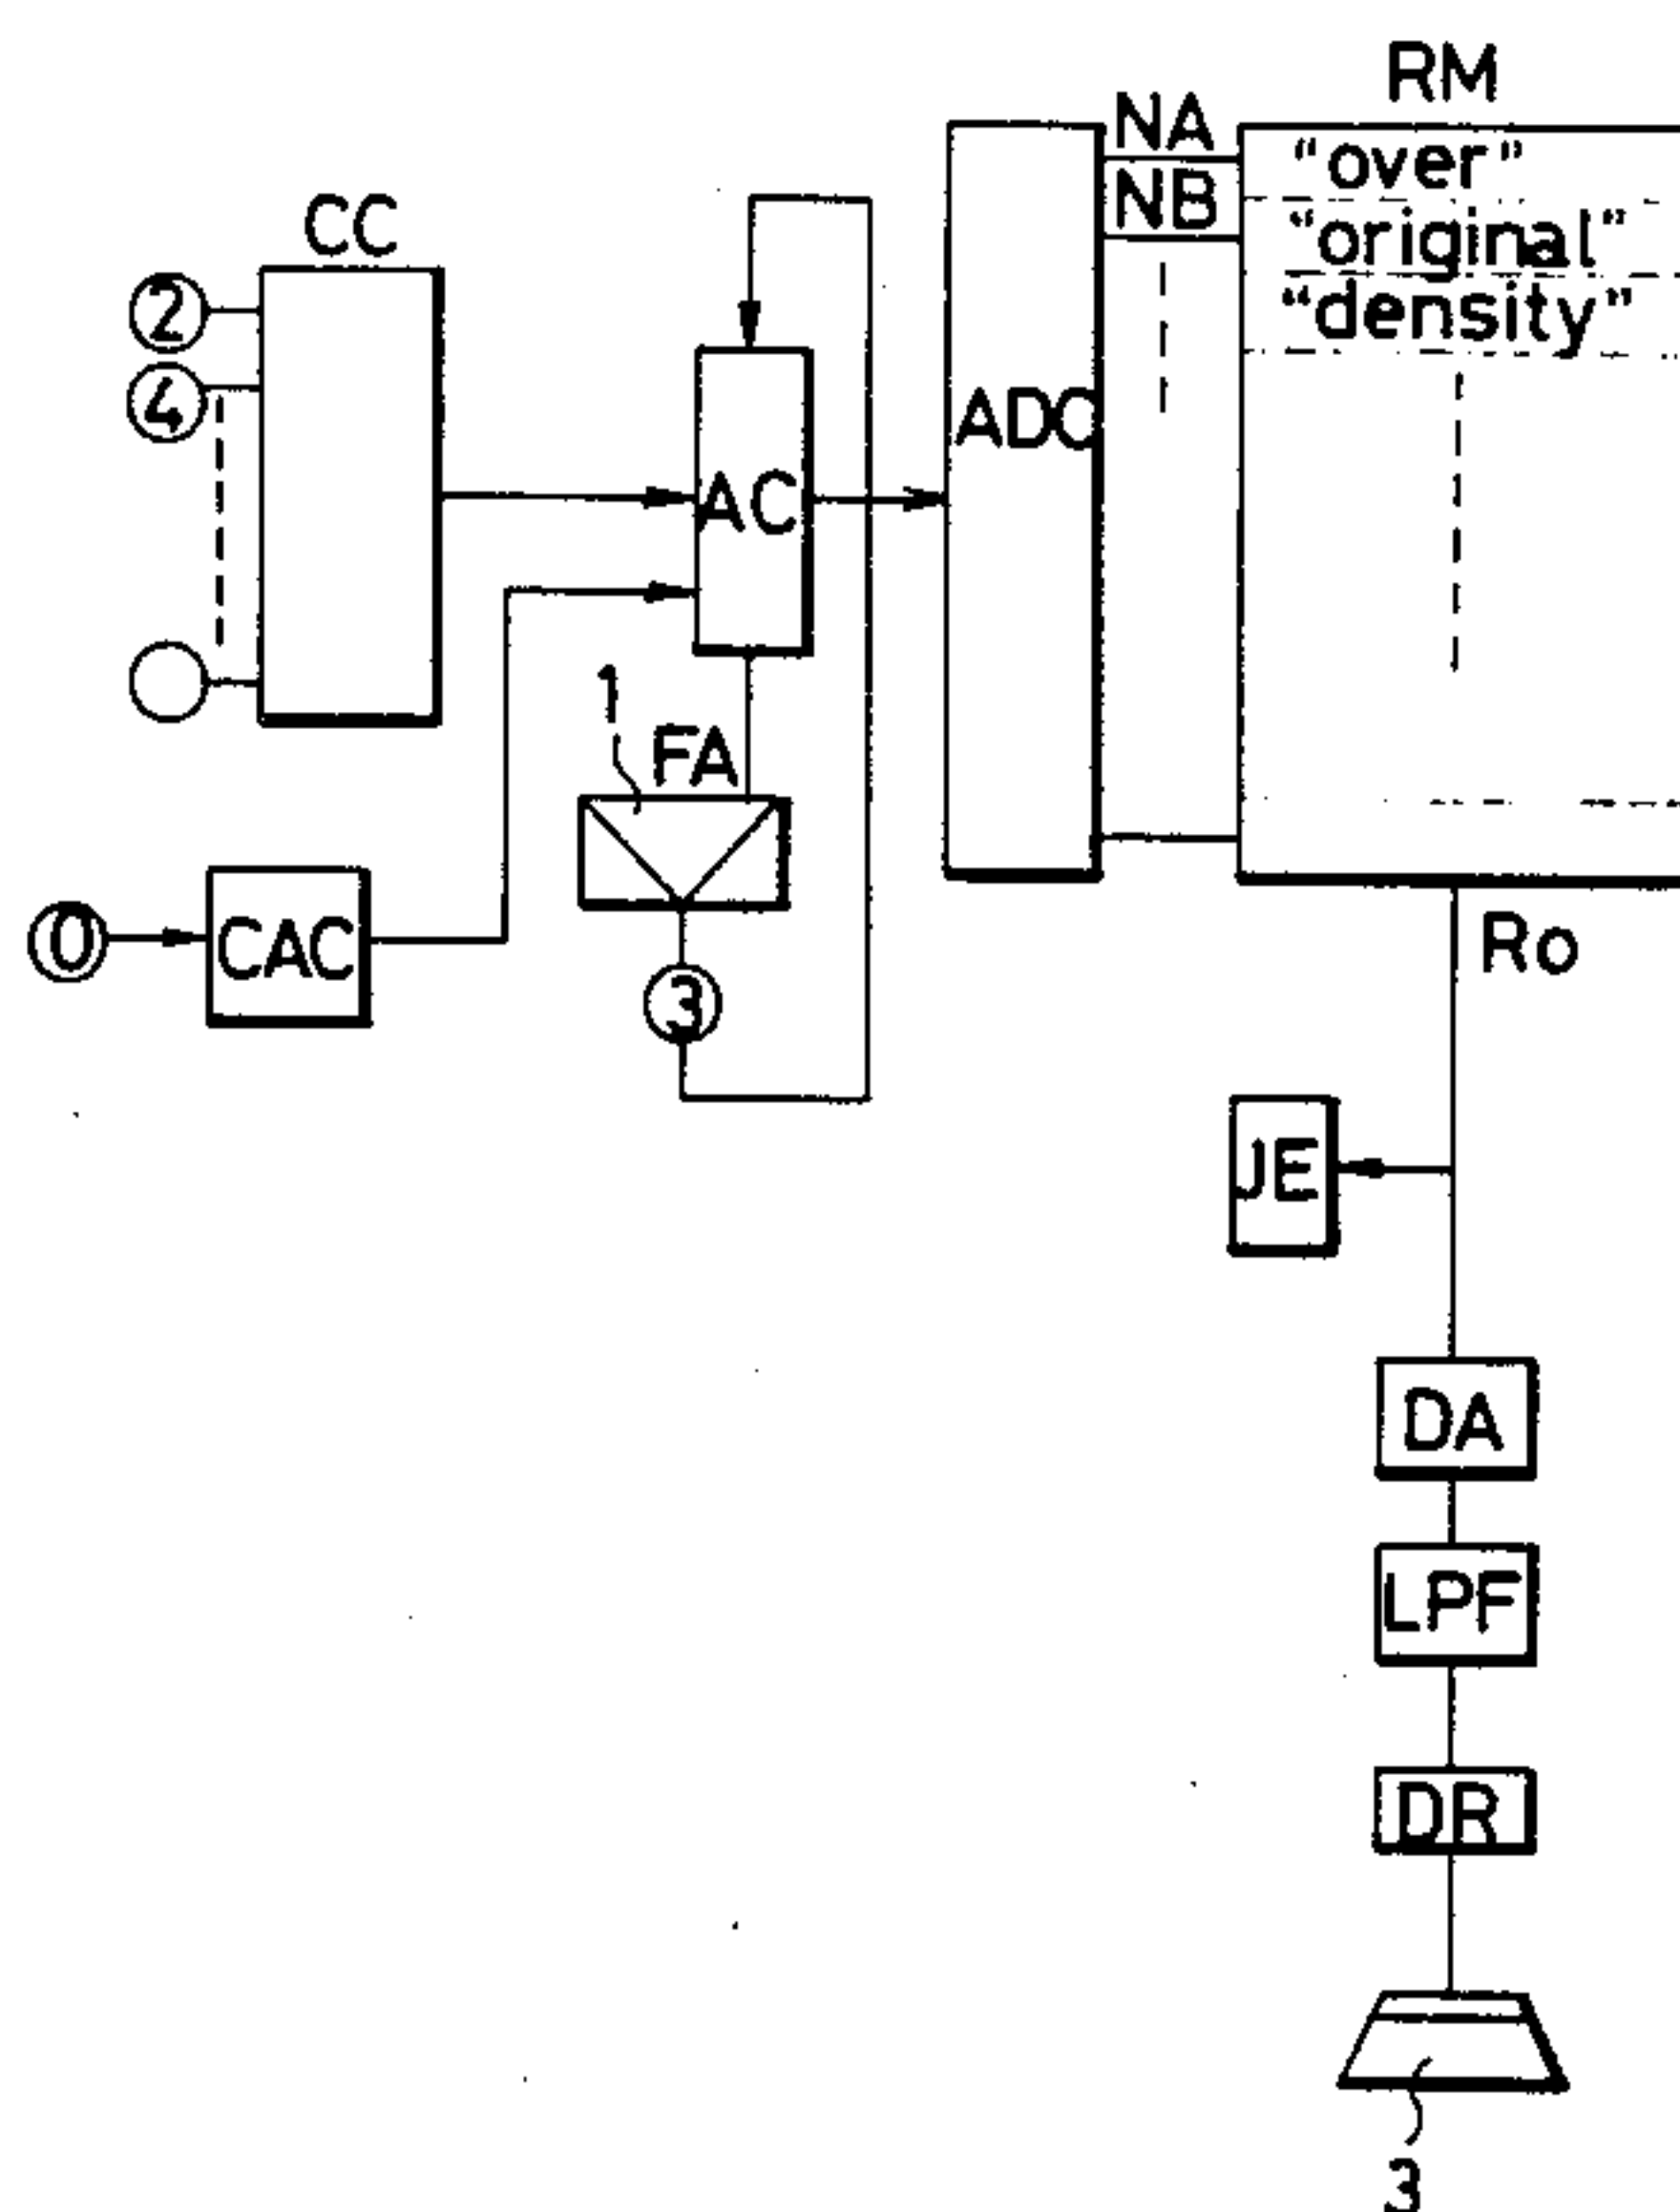 RM
NA
"over"
NB
"original"
"density"
CC
2
4
ADC
AC
1
FA
0
CAC
3
Ro
JE
DA
LPF
DR
3